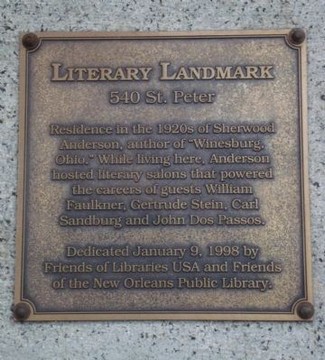 LITERARY LANDMARK
540 St. Peter
Residence in the 1920s of Sherwood
Anderson, author of "Winesburg,
Ohio." While living here, Anderson
hosted literary salons that powered
the careers of guests William
Faulkner, Gertrude Stein, Carl
Sandburg and John Dos Passos.
Dedicated January 9, 1998 by
Friends of Libraries USA and Friends
of the New Orleans Public Library.